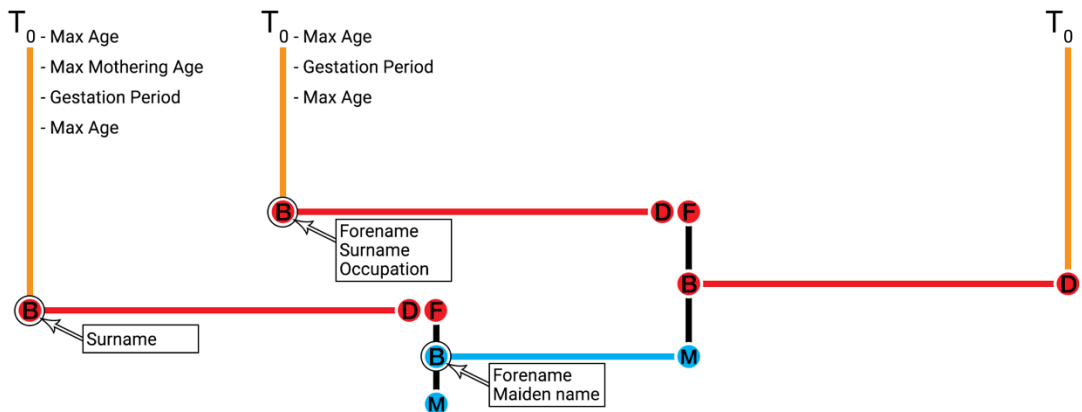 T0 - Max Age
- Max Mothering Age
- Gestation Period
- Max Age
T0 - Max Age
- Gestation Period
- Max Age
T0
B D F
Forename
Surname
Occupation
B D
B D F
Surname
B M
Forename
Maiden name
M